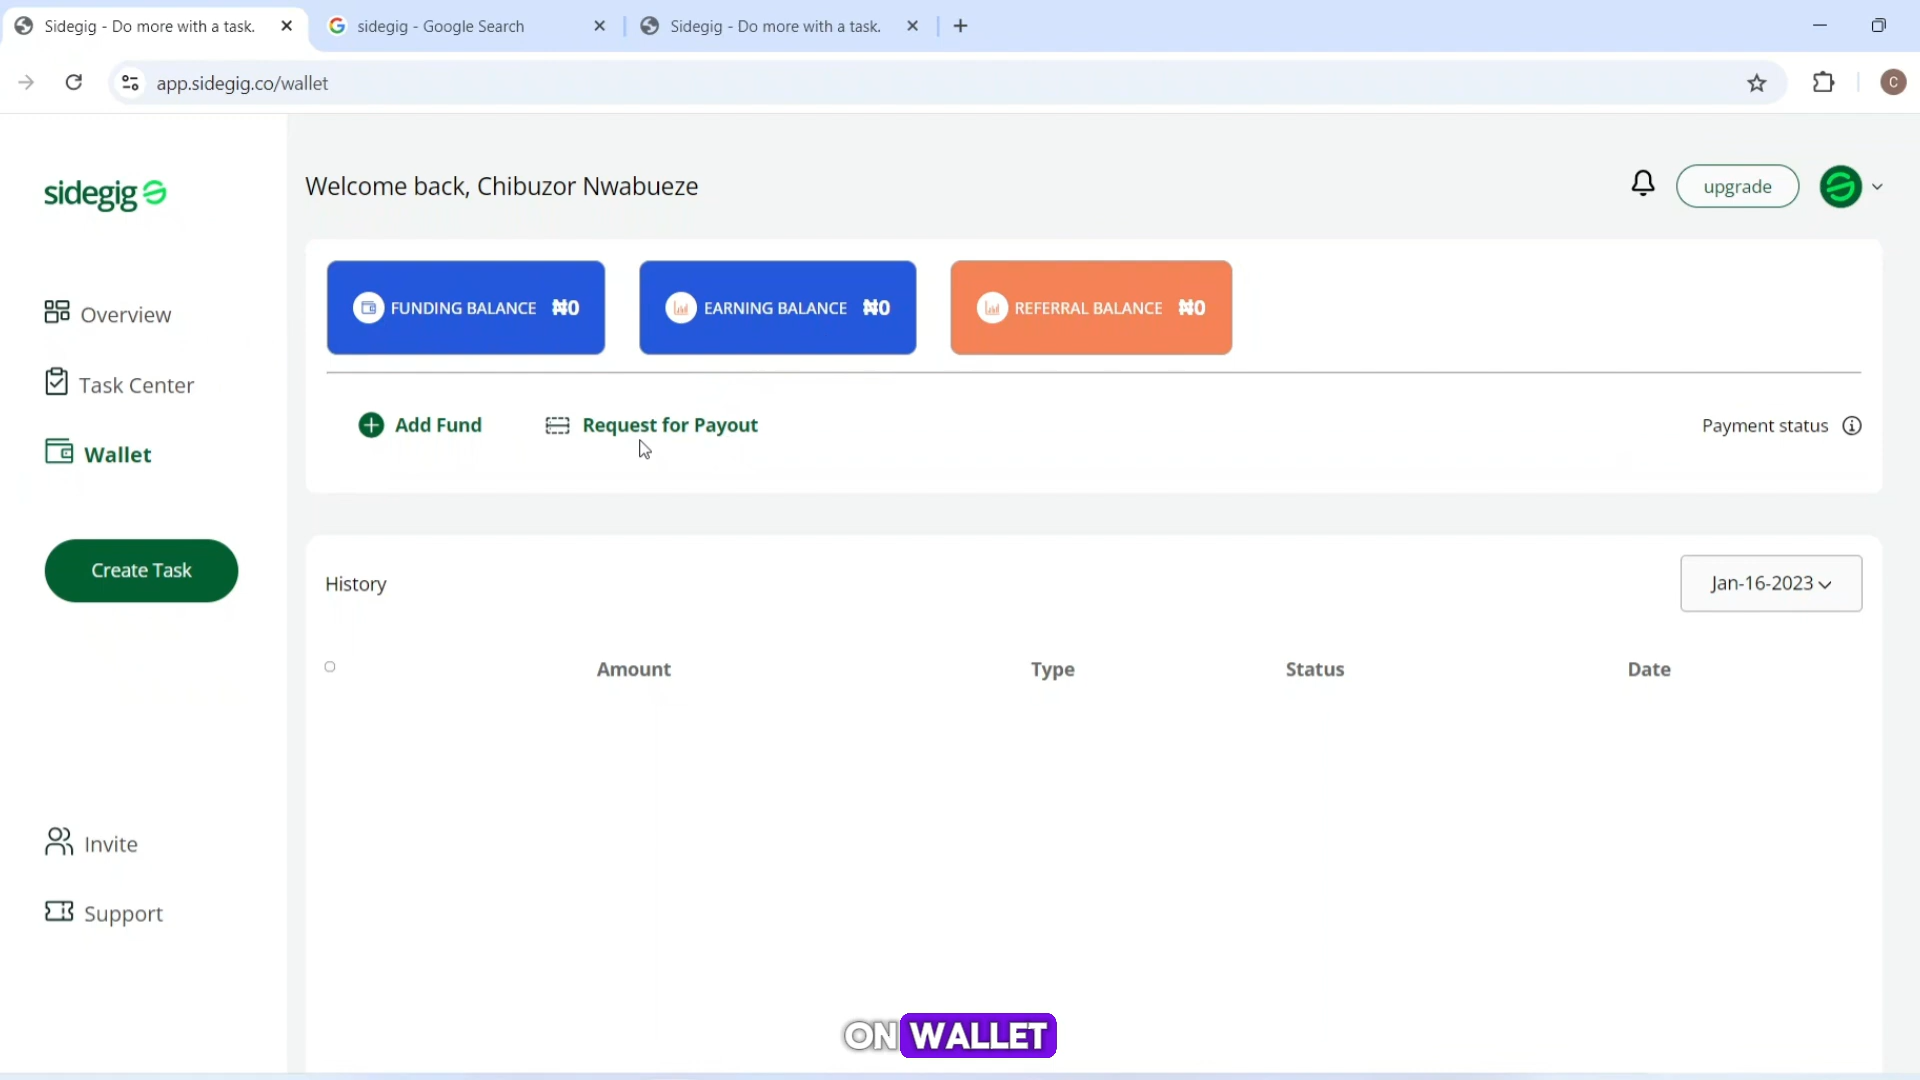 Sidegig - Do more with a task.
sidegig - Google Search
Sidegig - Do more with a task.
app.sidegig.co/wallet
C
sidegig
Welcome back, Chibuzor Nwabueze
upgrade
FUNDING BALANCE ₦0
EARNING BALANCE ₦0
REFERRAL BALANCE ₦0
Overview
Task Center
Wallet
Add Fund
Request for Payout
Payment status
Create Task
History
Jan-16-2023
Amount
Type
Status
Date
Invite
Support
ON WALLET